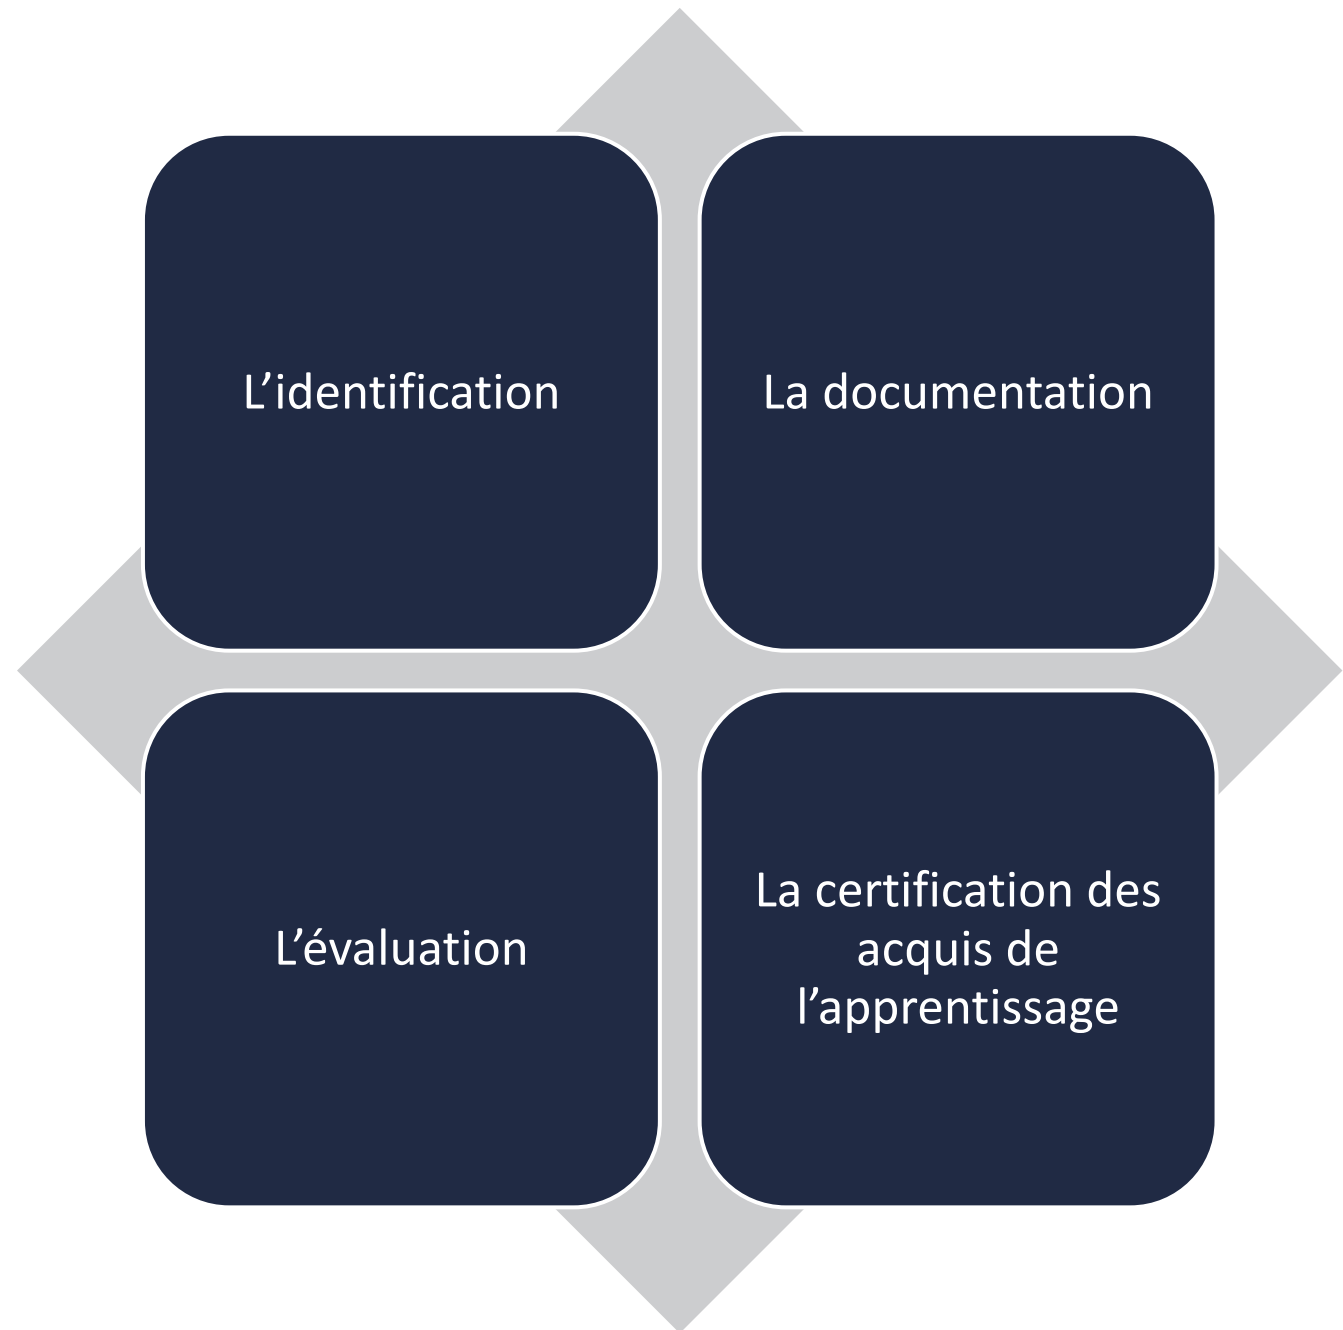 L’identification
La documentation
L’évaluation
La certification des
acquis de
l’apprentissage